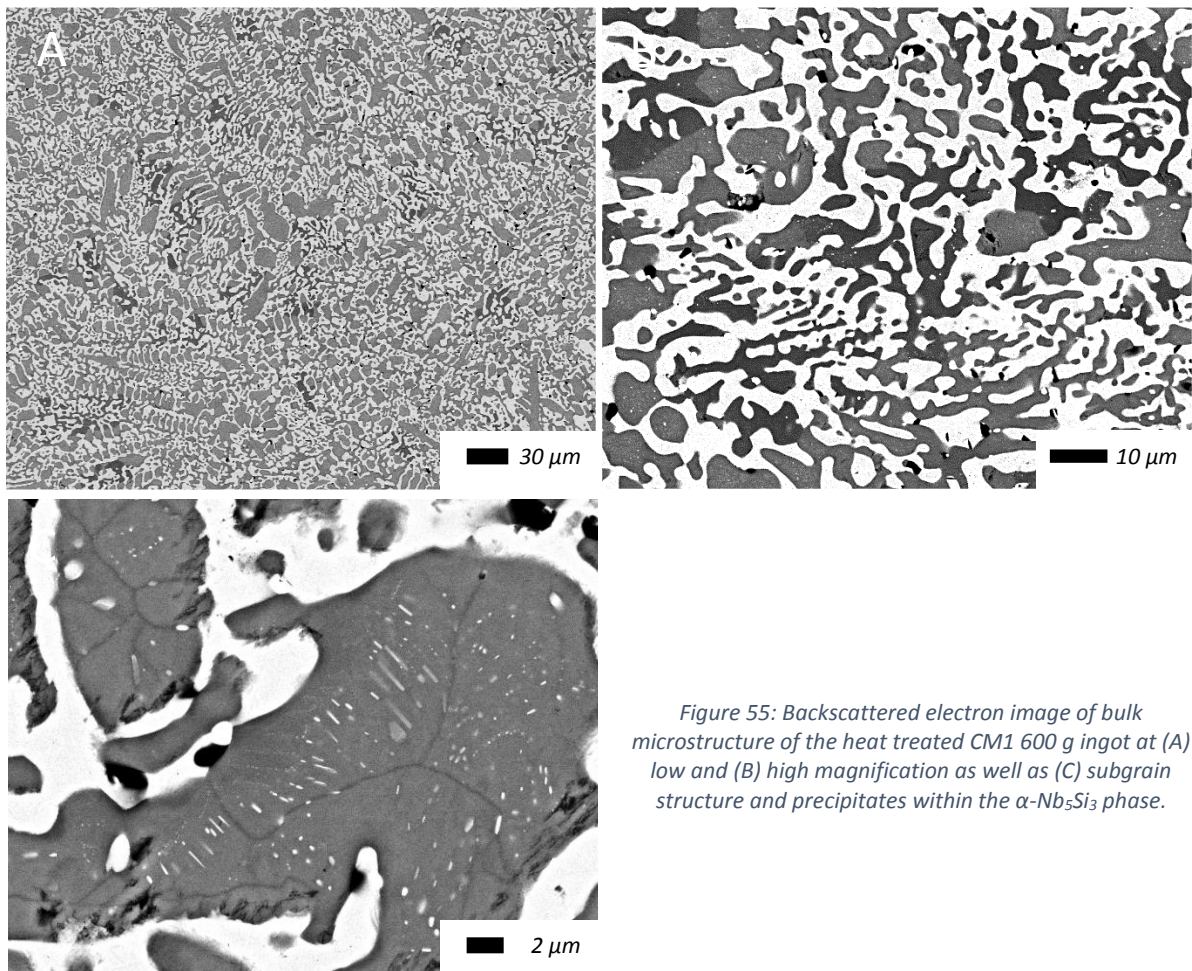 A
B
30 µm
10 µm
2 µm
Figure 55: Backscattered electron image of bulk
microstructure of the heat treated CM1 600 g ingot at (A)
low and (B) high magnification as well as (C) subgrain
structure and precipitates within the α-Nb₅Si₃ phase.